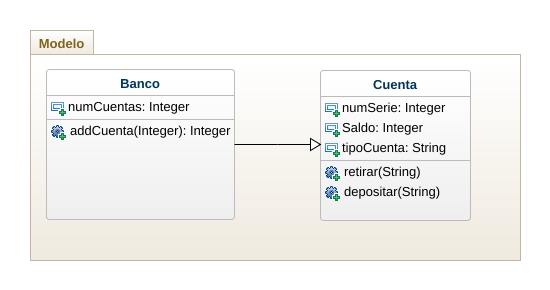 Modelo
Banco
numCuentas: Integer
addCuenta(Integer): Integer
Cuenta
numSerie: Integer
Saldo: Integer
tipoCuenta: String
retirar(String)
depositar(String)